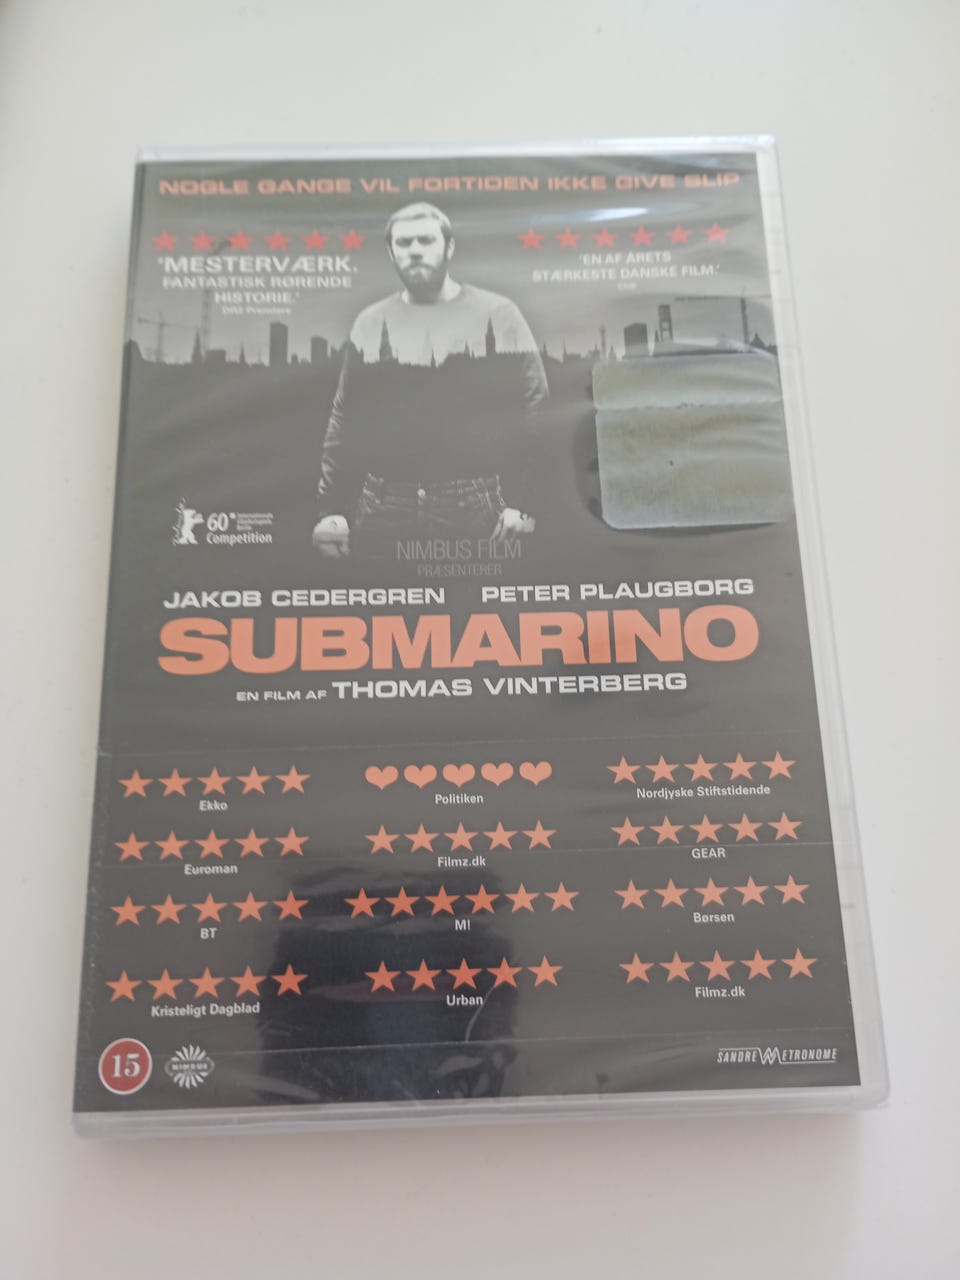 NOGLE GANGE VIL FORTIDEN IKKE GIVE SLIP
'MESTERVÆRK.
FANTASTISK RØRENDE
HISTORIE.'
DR2 Premiere
'EN AF ÅRETS
STÆRKESTE DANSKE FILM.'
60
Competition
NIMBUS FILM
PRÆSENTERER
JAKOB CEDERGREN PETER PLAUGBORG
SUBMARINO
EN FILM AF THOMAS VINTERBERG
Ekko
Politiken
Nordjyske Stiftstidende
Euroman
Filmz.dk
GEAR
BT
M!
Børsen
Kristeligt Dagblad
Urban
Filmz.dk
15
NIMBUS
SANDREW METRONOME